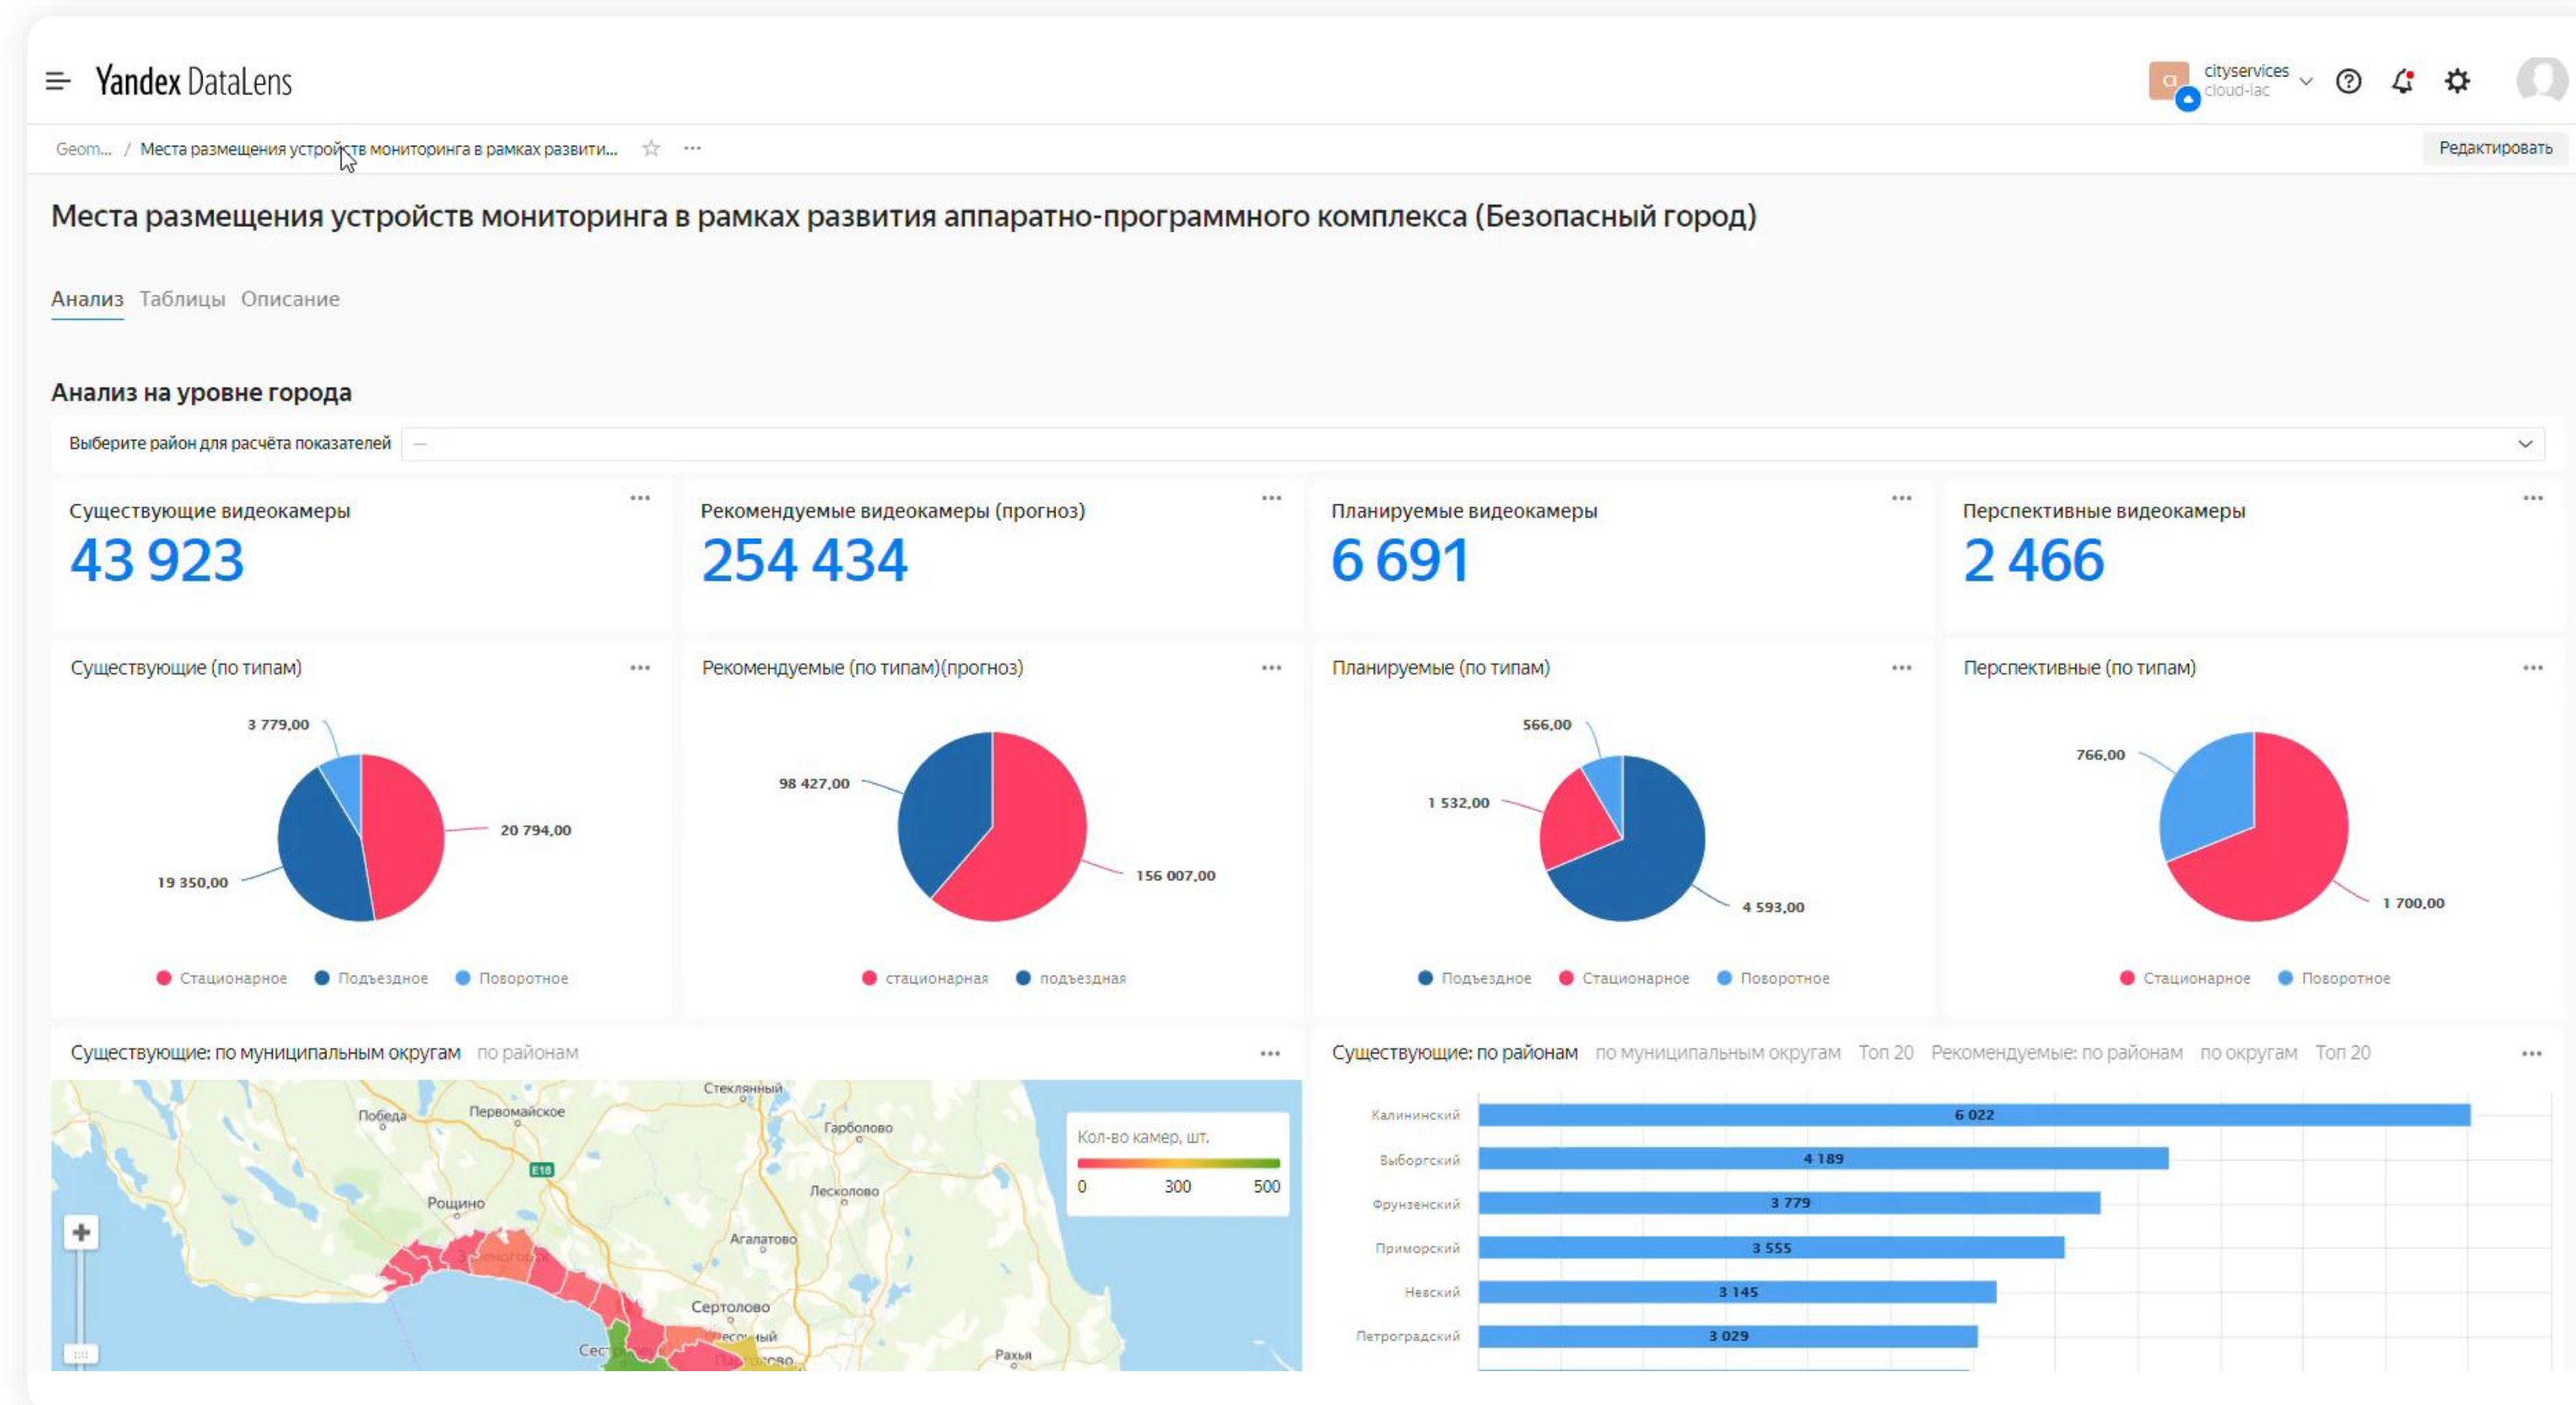 Yandex DataLens
CI
cityservices
cloud-iac
Geom... / Места размещения устройств мониторинга в рамках развити...
Редактировать
Места размещения устройств мониторинга в рамках развития аппаратно-программного комплекса (Безопасный город)
Анализ Таблицы Описание
Анализ на уровне города
Выберите район для расчёта показателей —
Существующие видеокамеры
43 923
Рекомендуемые видеокамеры (прогноз)
254 434
Планируемые видеокамеры
6 691
Перспективные видеокамеры
2 466
Существующие (по типам)
3 779,00
20 794,00
19 350,00
Стационарное Подъездное Поворотное
Рекомендуемые (по типам)(прогноз)
98 427,00
156 007,00
стационарная подъездная
Планируемые (по типам)
566,00
1 532,00
4 593,00
Подъездное Стационарное Поворотное
Перспективные (по типам)
766,00
1 700,00
Стационарное Поворотное
Существующие: по муниципальным округам по районам
Стеклянный
Победа
Первомайское
Гарболово
E18
Рощино
Лесколово
Агалатово
Сертолово
Рахья
Кол-во камер, шт.
0 300 500
Существующие: по районам по муниципальным округам Топ 20 Рекомендуемые: по районам по округам Топ 20
Калининский 6 022
Выборгский 4 189
Фрунзенский 3 779
Приморский 3 555
Невский 3 145
Петроградский 3 029